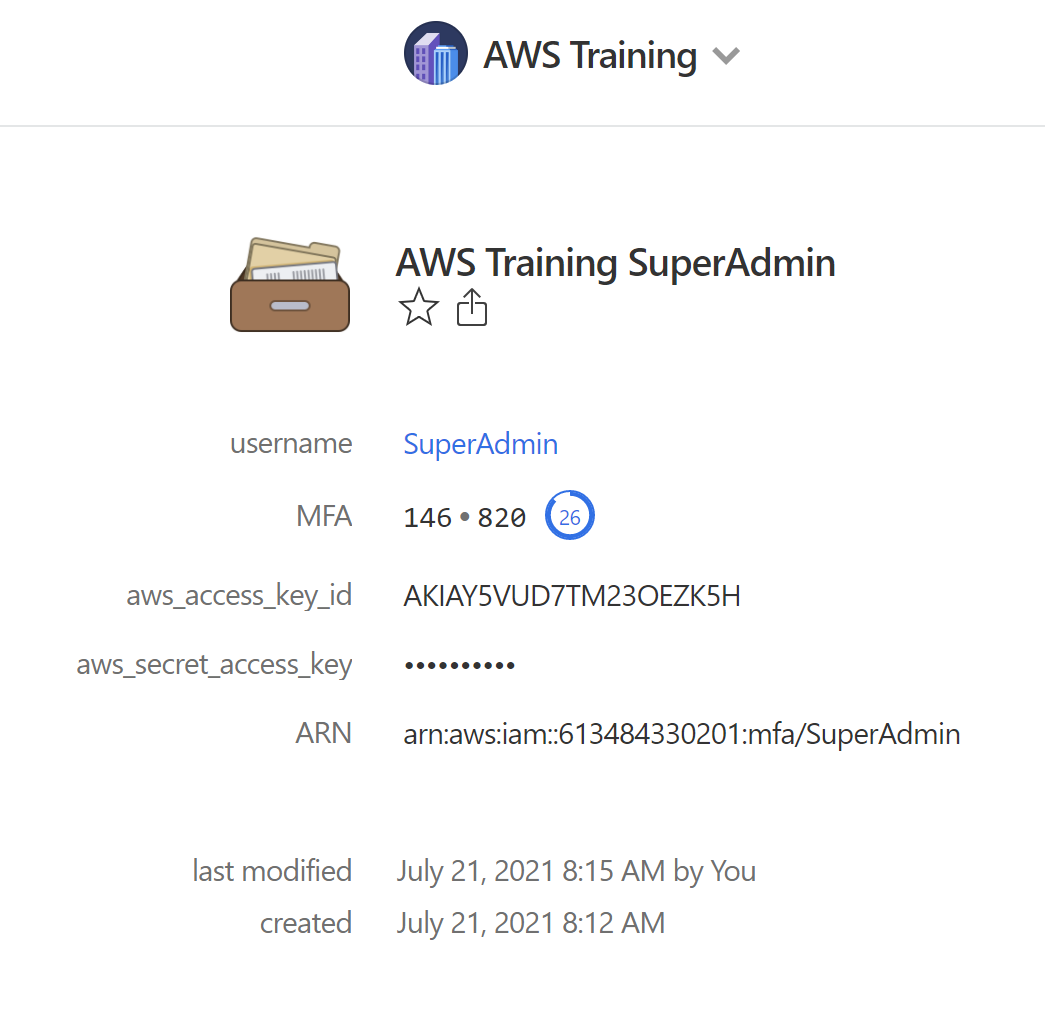 AWS Training
AWS Training SuperAdmin
username SuperAdmin
MFA 146 • 820 26
aws_access_key_id AKIAY5VUD7TM23OEZK5H
aws_secret_access_key ••••••••••
ARN arn:aws:iam::613484330201:mfa/SuperAdmin
last modified July 21, 2021 8:15 AM by You
created July 21, 2021 8:12 AM